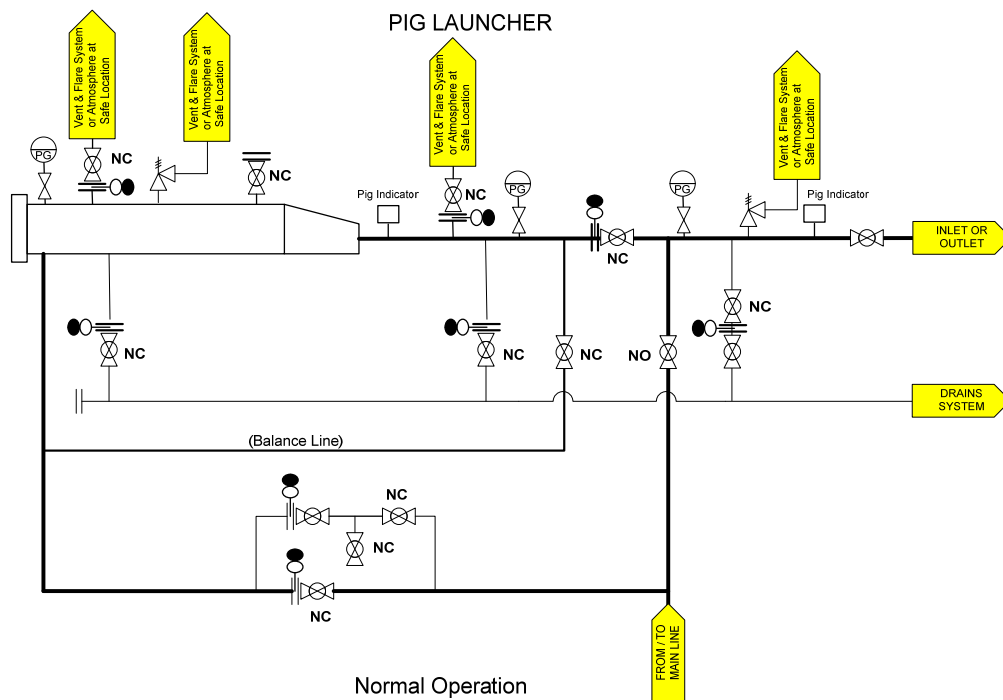 PIG LAUNCHER
Vent & Flare System
or Atmosphere at
Safe Location
Vent & Flare System
or Atmosphere at
Safe Location
Vent & Flare System
or Atmosphere at
Safe Location
Vent & Flare System
or Atmosphere at
Safe Location
PG
NC
NC
Pig Indicator
NC
PG
PG
Pig Indicator
NC
INLET OR
OUTLET
NC
NC
NC
NO
NC
DRAINS
SYSTEM
(Balance Line)
NC
NC
NC
FROM / TO
MAIN LINE
Normal Operation